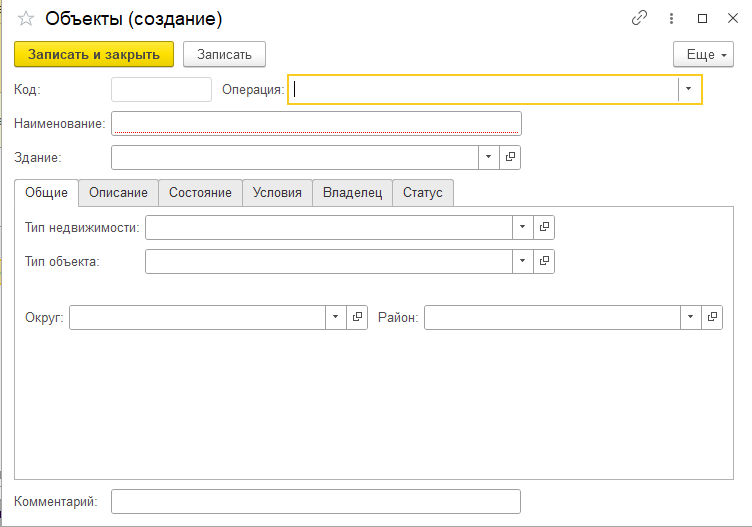 Объекты (создание)
Записать и закрыть Записать Еще
Код: Операция:
Наименование:
Здание:
Общие Описание Состояние Условия Владелец Статус
Тип недвижимости:
Тип объекта:
Округ: Район:
Комментарий: